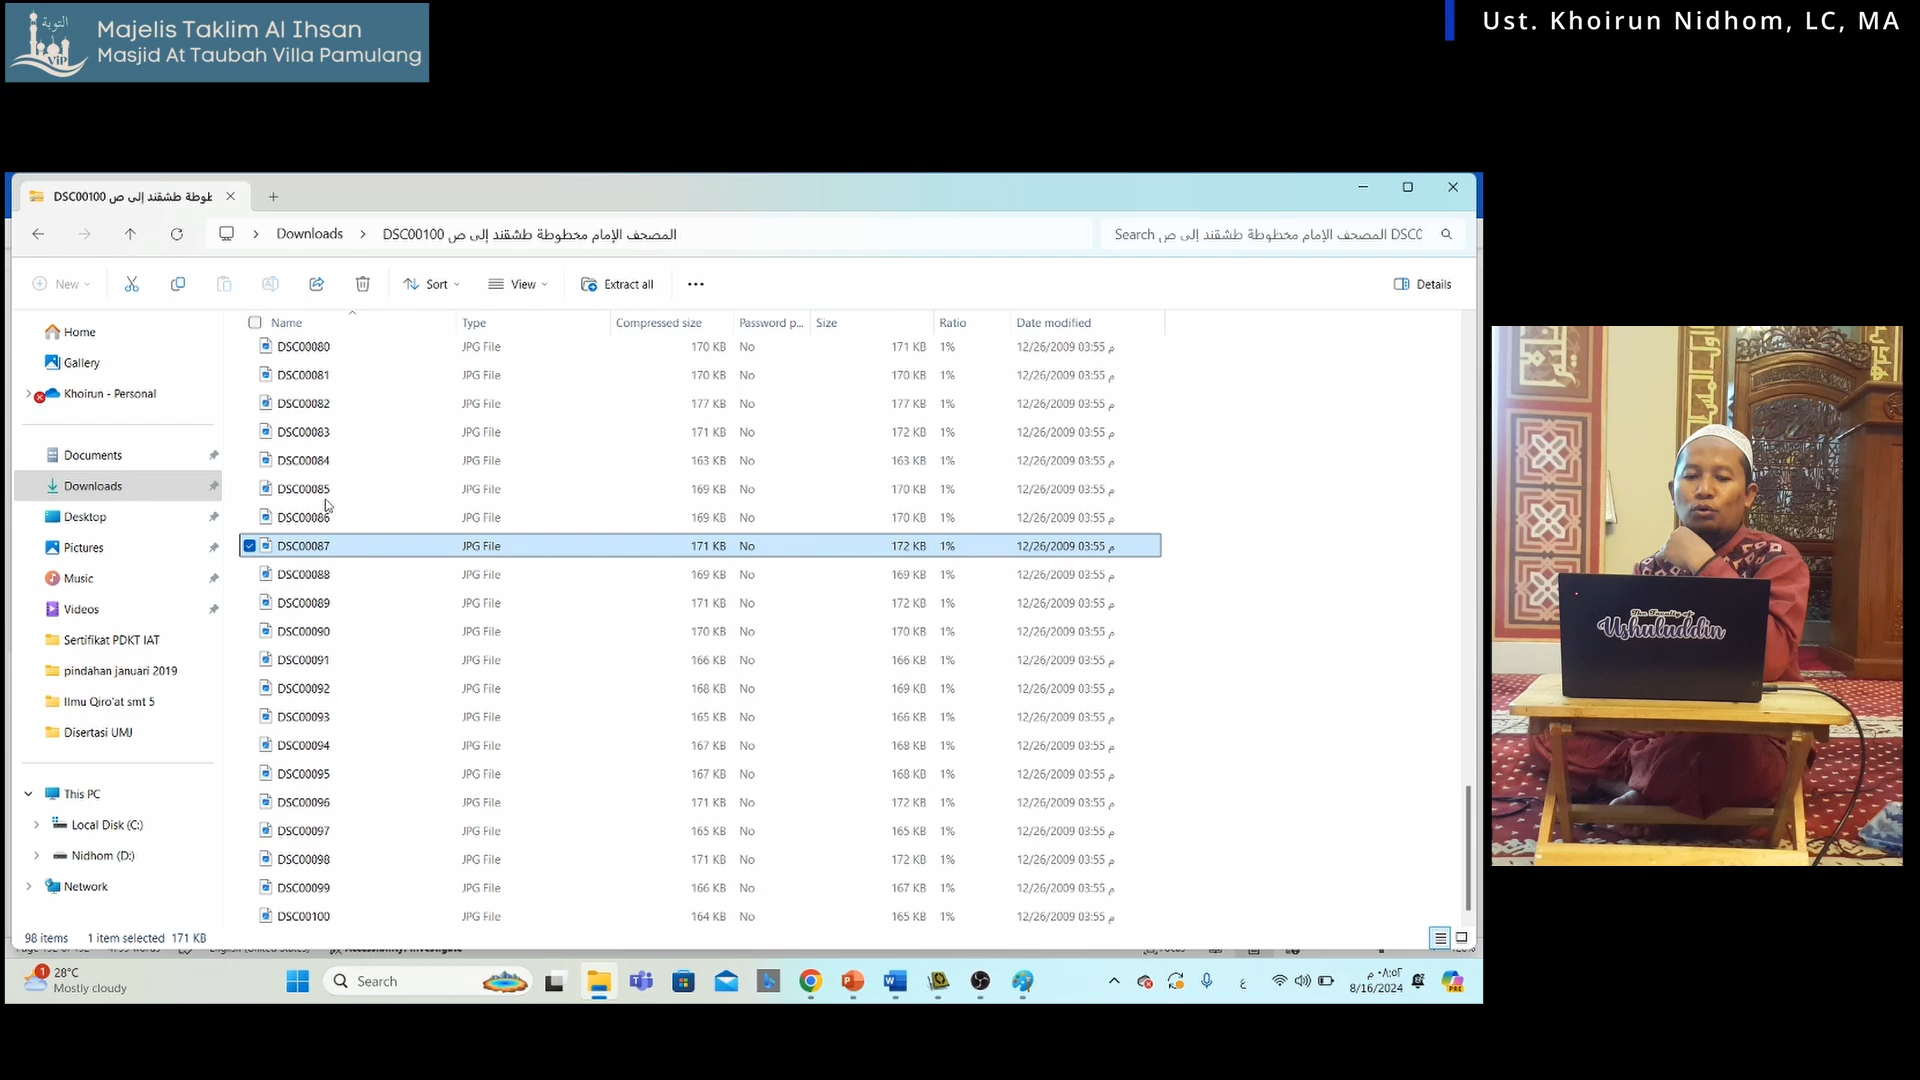 التوبة
VIP
Majelis Taklim Al Ihsan
Masjid At Taubah Villa Pamulang
Ust. Khoirun Nidhom, LC, MA
DSC00100 طوطة طشقند إلى ص
Downloads
المصحف الإمام مخطوطة طشقند إلى ص DSC00100
Search المصحف الإمام مخطوطة طشقند إلى ص DSC0
New
Sort
View
Extract all
Details
Home
Gallery
Khoirun - Personal
Documents
Downloads
Desktop
Pictures
Music
Videos
Sertifikat PDKT IAT
pindahan januari 2019
Ilmu Qiro'at smt 5
Disertasi UMJ
This PC
Local Disk (C:)
Nidhom (D:)
Network
Name Type Compressed size Password p... Size Ratio Date modified
DSC00080 JPG File 170 KB No 171 KB 1% 12/26/2009 03:55 م
DSC00081 JPG File 170 KB No 170 KB 1% 12/26/2009 03:55 م
DSC00082 JPG File 177 KB No 177 KB 1% 12/26/2009 03:55 م
DSC00083 JPG File 171 KB No 172 KB 1% 12/26/2009 03:55 م
DSC00084 JPG File 163 KB No 163 KB 1% 12/26/2009 03:55 م
DSC00085 JPG File 169 KB No 170 KB 1% 12/26/2009 03:55 م
DSC00086 JPG File 169 KB No 170 KB 1% 12/26/2009 03:55 م
DSC00087 JPG File 171 KB No 172 KB 1% 12/26/2009 03:55 م
DSC00088 JPG File 169 KB No 169 KB 1% 12/26/2009 03:55 م
DSC00089 JPG File 171 KB No 172 KB 1% 12/26/2009 03:55 م
DSC00090 JPG File 170 KB No 170 KB 1% 12/26/2009 03:55 م
DSC00091 JPG File 166 KB No 166 KB 1% 12/26/2009 03:55 م
DSC00092 JPG File 168 KB No 169 KB 1% 12/26/2009 03:55 م
DSC00093 JPG File 165 KB No 166 KB 1% 12/26/2009 03:55 م
DSC00094 JPG File 167 KB No 168 KB 1% 12/26/2009 03:55 م
DSC00095 JPG File 167 KB No 168 KB 1% 12/26/2009 03:55 م
DSC00096 JPG File 171 KB No 172 KB 1% 12/26/2009 03:55 م
DSC00097 JPG File 165 KB No 165 KB 1% 12/26/2009 03:55 م
DSC00098 JPG File 171 KB No 172 KB 1% 12/26/2009 03:55 م
DSC00099 JPG File 166 KB No 167 KB 1% 12/26/2009 03:55 م
DSC00100 JPG File 164 KB No 165 KB 1% 12/26/2009 03:55 م
98 items 1 item selected 171 KB
1
28°C
Mostly cloudy
Search
ع
٠٨:٥٢ م
8/16/2024
PRE
The Faculty of
Ushuluddin